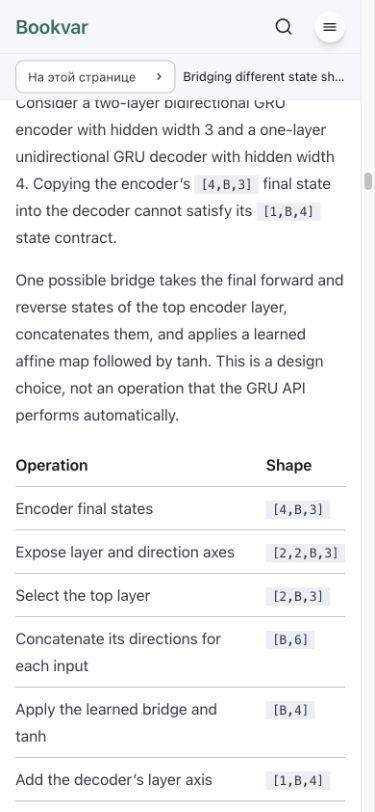 Bookvar
На этой странице
Bridging different state sh...
Consider a two-layer bidirectional GRU
encoder with hidden width 3 and a one-layer
unidirectional GRU decoder with hidden width
4. Copying the encoder's [4,B,3] final state
into the decoder cannot satisfy its [1,B,4]
state contract.
One possible bridge takes the final forward and
reverse states of the top encoder layer,
concatenates them, and applies a learned
affine map followed by tanh. This is a design
choice, not an operation that the GRU API
performs automatically.
Operation Shape
Encoder final states [4,B,3]
Expose layer and direction axes [2,2,B,3]
Select the top layer [2,B,3]
Concatenate its directions for [B,6]
each input
Apply the learned bridge and [B,4]
tanh
Add the decoder's layer axis [1,B,4]